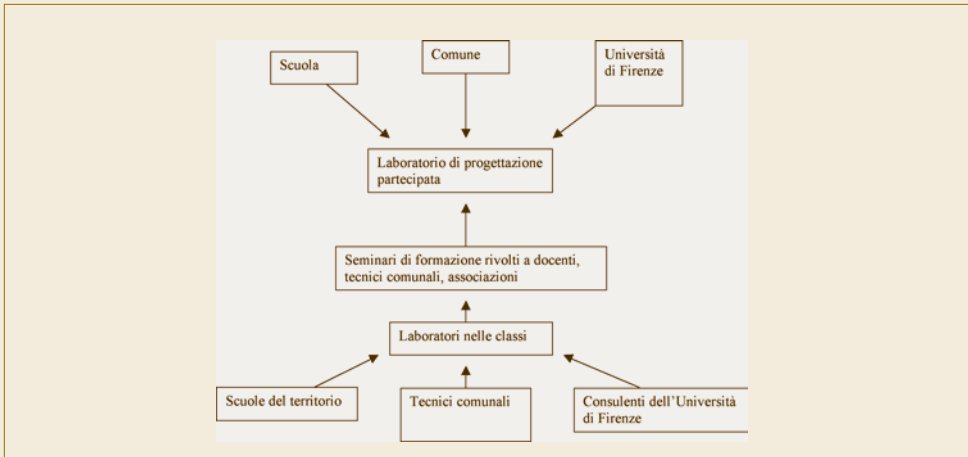 Scuola
Comune
Università
di Firenze
Laboratorio di progettazione
partecipata
Seminari di formazione rivolti a docenti,
tecnici comunali, associazioni
Laboratori nelle classi
Scuole del territorio
Tecnici comunali
Consulenti dell’Università
di Firenze